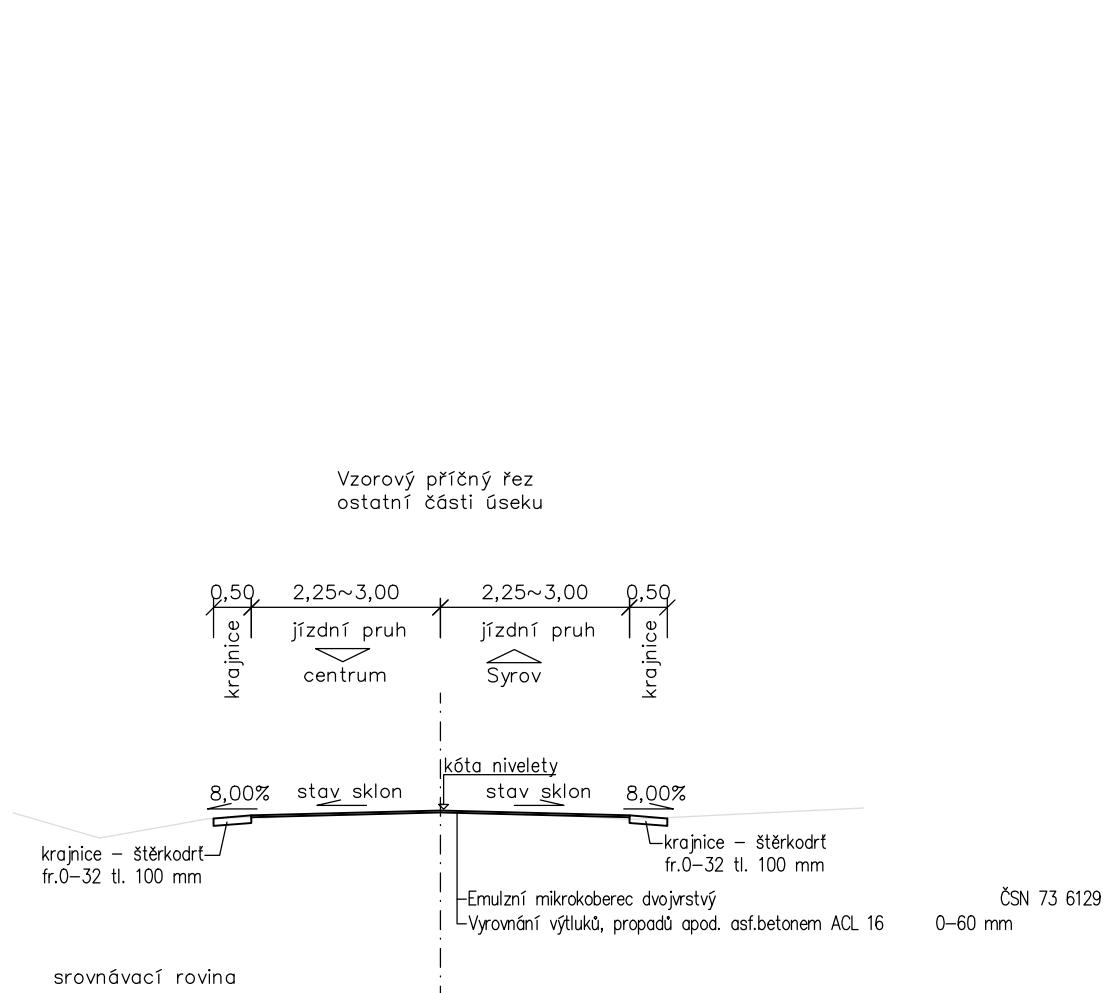 Vzorový příčný řez
ostatní části úseku
0,50 2,25~3,00 2,25~3,00 0,50
krajnice jízdní pruh jízdní pruh krajnice
centrum Syrov
kóta nivelety
8,00% stav sklon stav sklon 8,00%
krajnice – štěrkodrť
fr.0–32 tl. 100 mm
krajnice – štěrkodrť
fr.0–32 tl. 100 mm
Emulzní mikrokoberec dvojvrstvý ČSN 73 6129
Vyrovnání výtluků, propadů apod. asf.betonem ACL 16 0–60 mm
srovnávací rovina